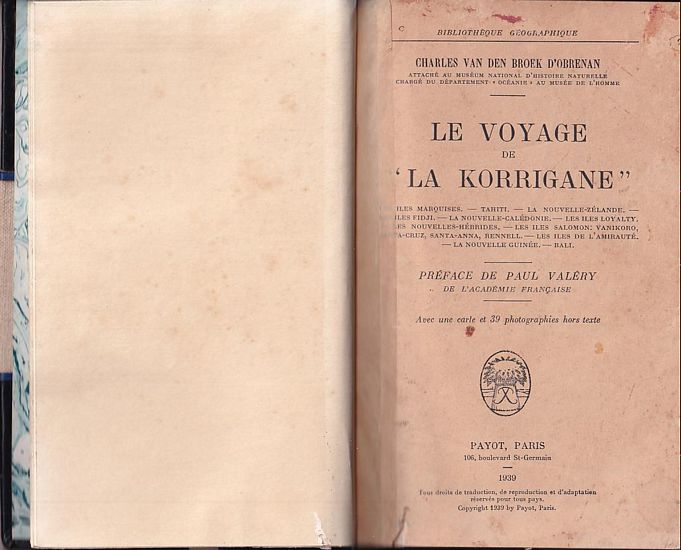 BIBLIOTHÈQUE GÉOGRAPHIQUE
CHARLES VAN DEN BROEK D'OBRENAN
ATTACHÉ AU MUSÉUM NATIONAL D'HISTOIRE NATURELLE
CHARGÉ DU DÉPARTEMENT « OCÉANIE » AU MUSÉE DE L'HOMME
LE VOYAGE
DE
"LA KORRIGANE"
ILES MARQUISES. — TAHITI. — LA NOUVELLE-ZÉLANDE. —
ILES FIDJI. — LA NOUVELLE-CALÉDONIE. — LES ILES LOYALTY.
LES NOUVELLES-HÉBRIDES. — LES ILES SALOMON: VANIKORO,
TA-CRUZ, SANTA-ANNA, RENNELL. — LES ILES DE L'AMIRAUTÉ.
— LA NOUVELLE GUINÉE. — BALI.
PRÉFACE DE PAUL VALÉRY
DE L'ACADÉMIE FRANÇAISE
Avec une carte et 39 photographies hors texte
PAYOT, PARIS
106, boulevard St-Germain
1939
Tous droits de traduction, de reproduction et d'adaptation
réservés pour tous pays.
Copyright 1939 by Payot, Paris.